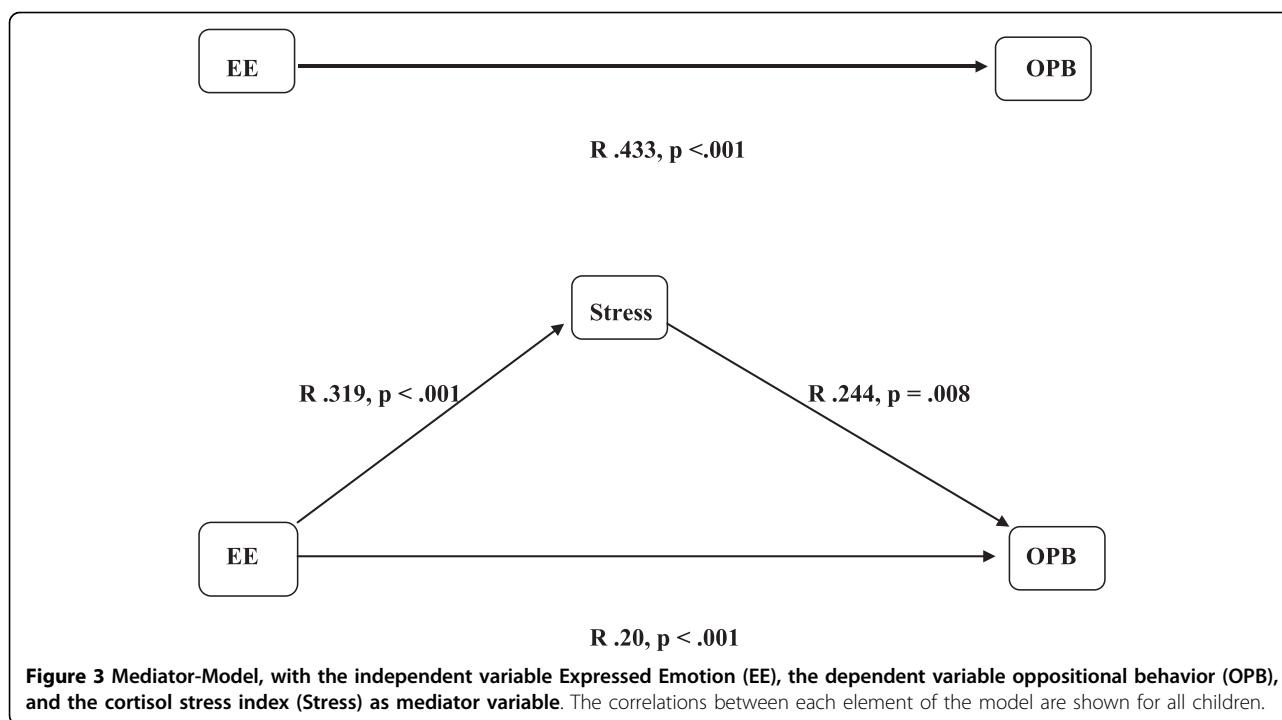 EE
OPB
R .433, p <.001
Stress
R .319, p < .001
R .244, p = .008
EE
OPB
R .20, p < .001
Figure 3 Mediator-Model, with the independent variable Expressed Emotion (EE), the dependent variable oppositional behavior (OPB),
and the cortisol stress index (Stress) as mediator variable. The correlations between each element of the model are shown for all children.